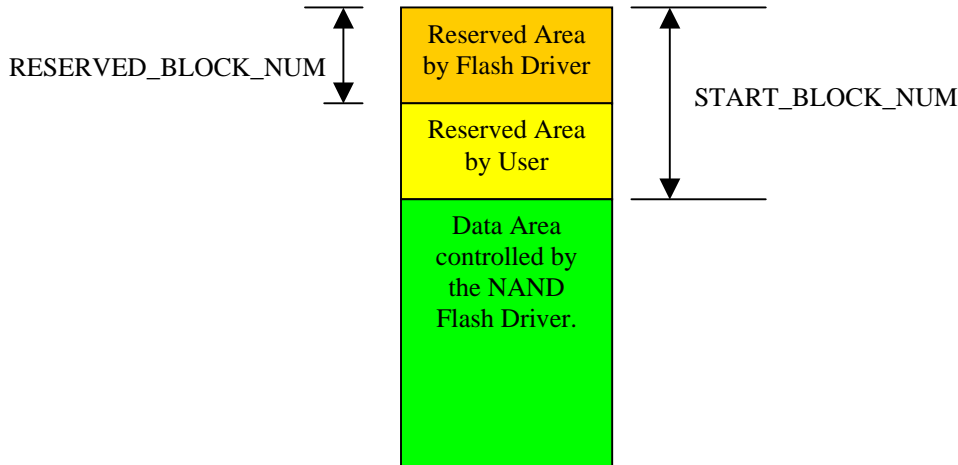 Reserved Area
by Flash Driver
RESERVED_BLOCK_NUM
START_BLOCK_NUM
Reserved Area
by User
Data Area
controlled by
the NAND
Flash Driver.